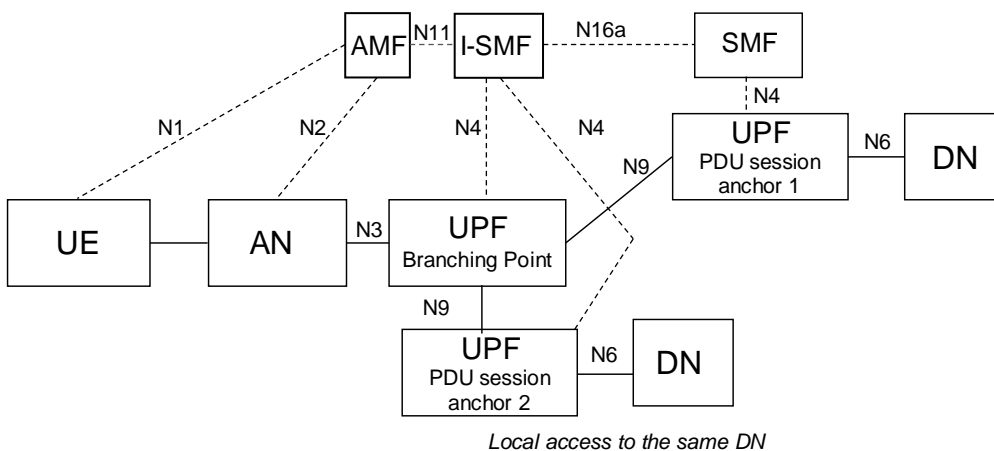 AMF
N11
I-SMF
N16a
SMF
N1
N2
N4
N4
N4
UPF
PDU session
anchor 1
N6
DN
N9
UE
AN
N3
UPF
Branching Point
N9
UPF
PDU session
anchor 2
N6
DN
Local access to the same DN